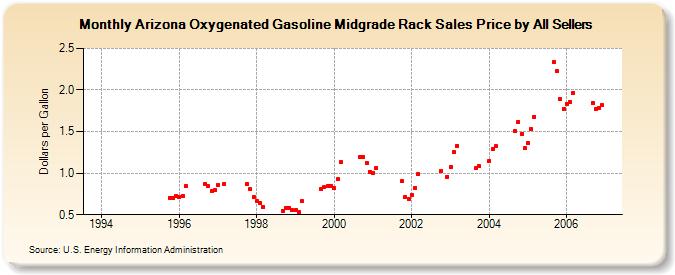 Monthly Arizona Oxygenated Gasoline Midgrade Rack Sales Price by All Sellers
Dollars per Gallon
2.5
2.0
1.5
1.0
0.5
1994 1996 1998 2000 2002 2004 2006
Source: U.S. Energy Information Administration